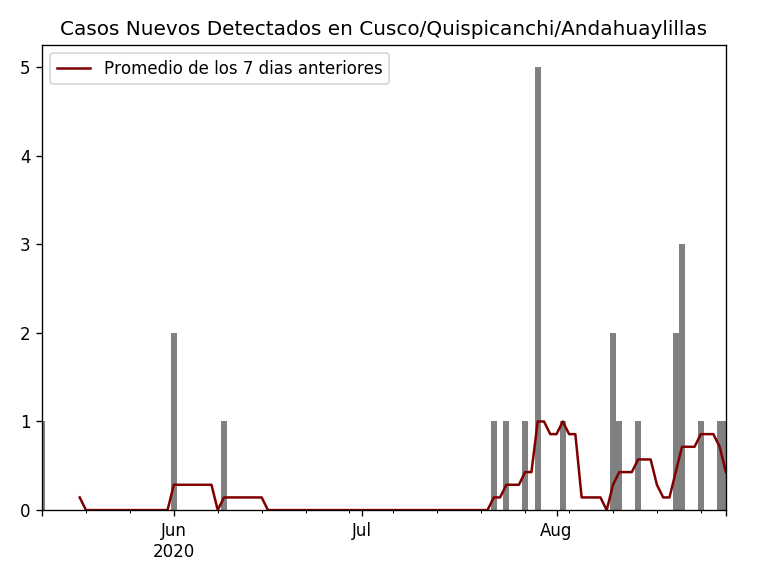 Casos Nuevos Detectados en Cusco/Quispicanchi/Andahuaylillas
Promedio de los 7 dias anteriores
5
4
3
2
1
0
Jun
2020
Jul
Aug